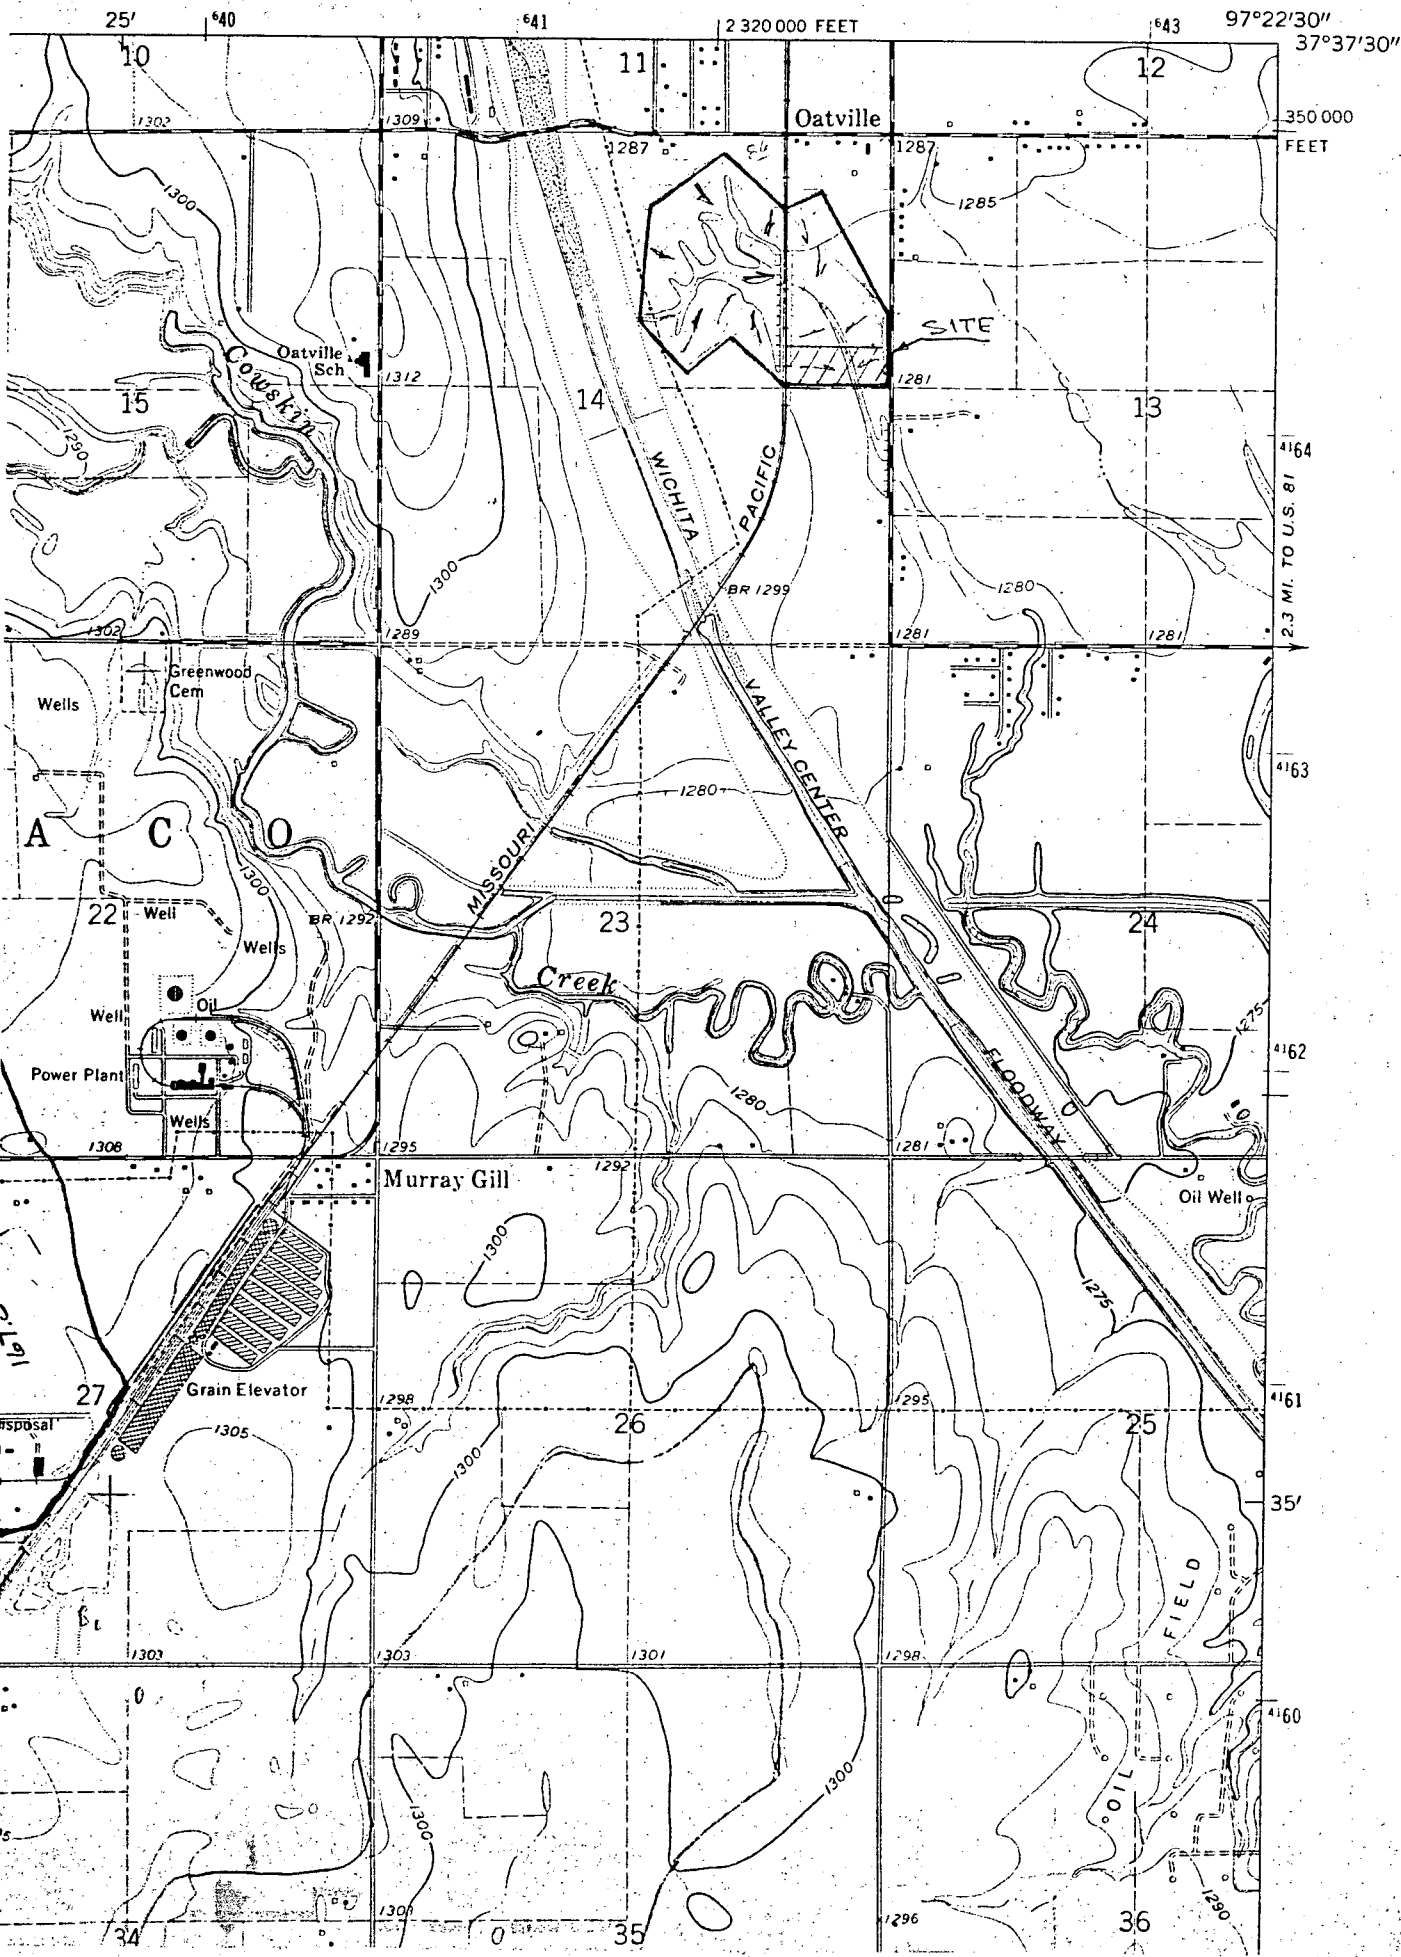 25' 640 641 2 320 000 FEET 643 97°22'30"
37°37'30"
10 11 12
1302 1309 Oatville 350 000
FEET
1287 1287
1300 1285
SITE
Oatville
Sch
Cowskin
1312 1281
15 14 13
1290
4164
WICHITA
PACIFIC
2.3 MI. TO U.S. 81
1300
BR 1299 1280
1302 1289 1281 1281
Greenwood
Cem
Wells
VALLEY CENTER
4163
1280
A C O
MISSOURI
1300
22 Well BR 1292 23 24
Wells
Creek
Oil
Well
1275
4162
Power Plant
FLOODWAY
1280
Wells
1308 1295 1292 1281
Murray Gill
Oil Well
1300
1275
27 Grain Elevator 1298 1295 4161
isposal
26 25
1305
1300
35'
FIELD
1303 1303 1301 1298
4160
OIL
1300
1300
1290
1296
34 35 36